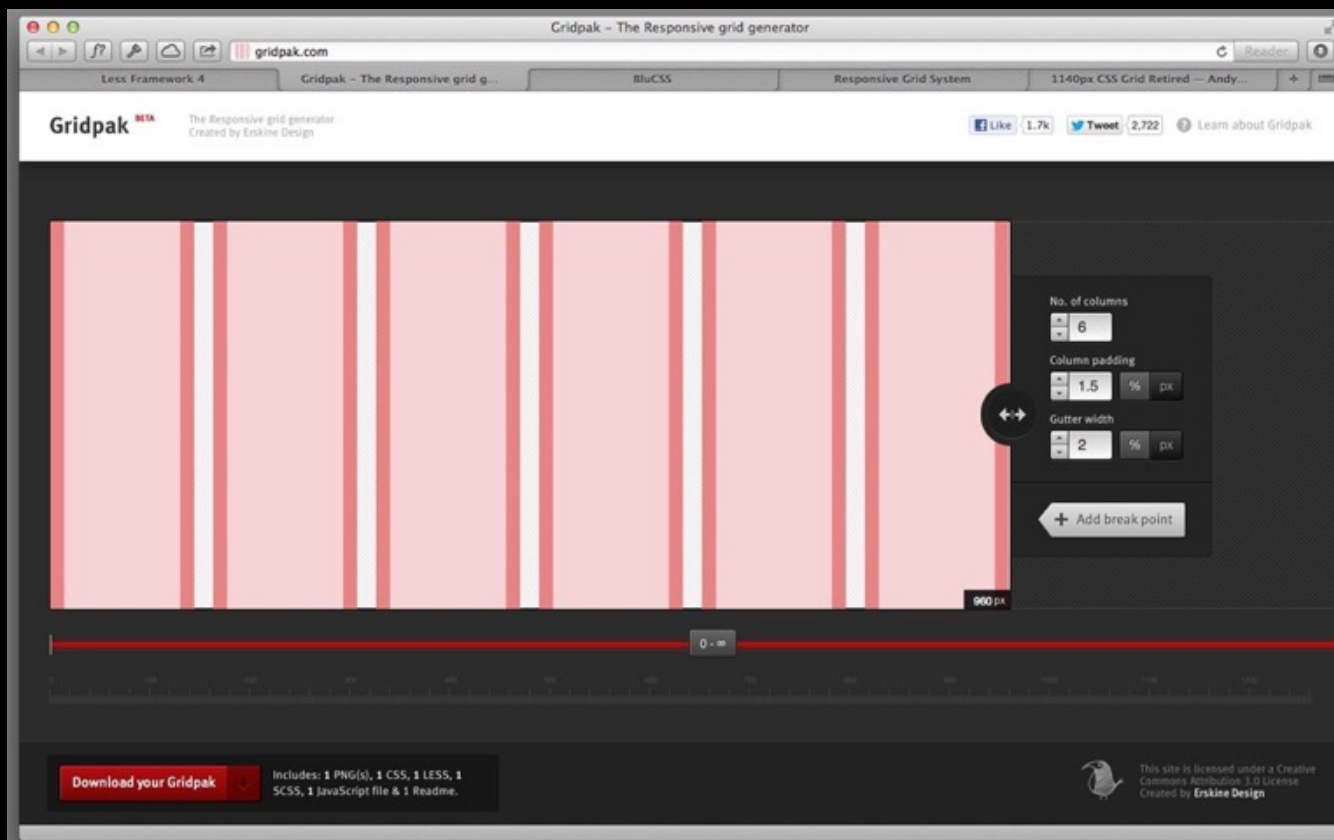 Gridpak – The Responsive grid generator
f?
gridpak.com
Reader
Less Framework 4
Gridpak – The Responsive grid g...
BluCSS
Responsive Grid System
1140px CSS Grid Retired — Andy...
+
Gridpak BETA
The Responsive grid generator
Created by Erskine Design
Like 1.7k
Tweet 2,722
? Learn about Gridpak
No. of columns
6
Column padding
1.5 % px
Gutter width
2 % px
+ Add break point
960 px
0 - ∞
Download your Gridpak
Includes: 1 PNG(s), 1 CSS, 1 LESS, 1
SCSS, 1 JavaScript file & 1 Readme.
This site is licensed under a Creative
Commons Attribution 3.0 License
Created by Erskine Design